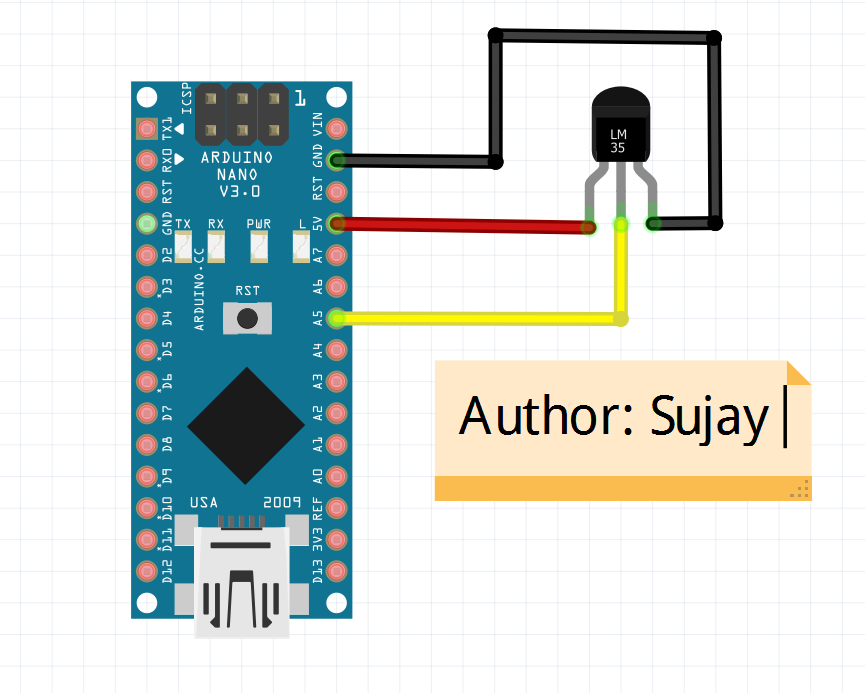 ICSP
1
ARDUINO
NANO
V3.0
TX1
RX0
RST
GND
D2
D3
D4
D5
D6
D7
D8
D9
D10
D11
D12
VIN
GND
RST
5V
A7
A6
A5
A4
A3
A2
A1
A0
REF
3V3
D13
TX RX PWR L
ARDUINO.CC
RST
USA 2009
LM
35
Author: Sujay